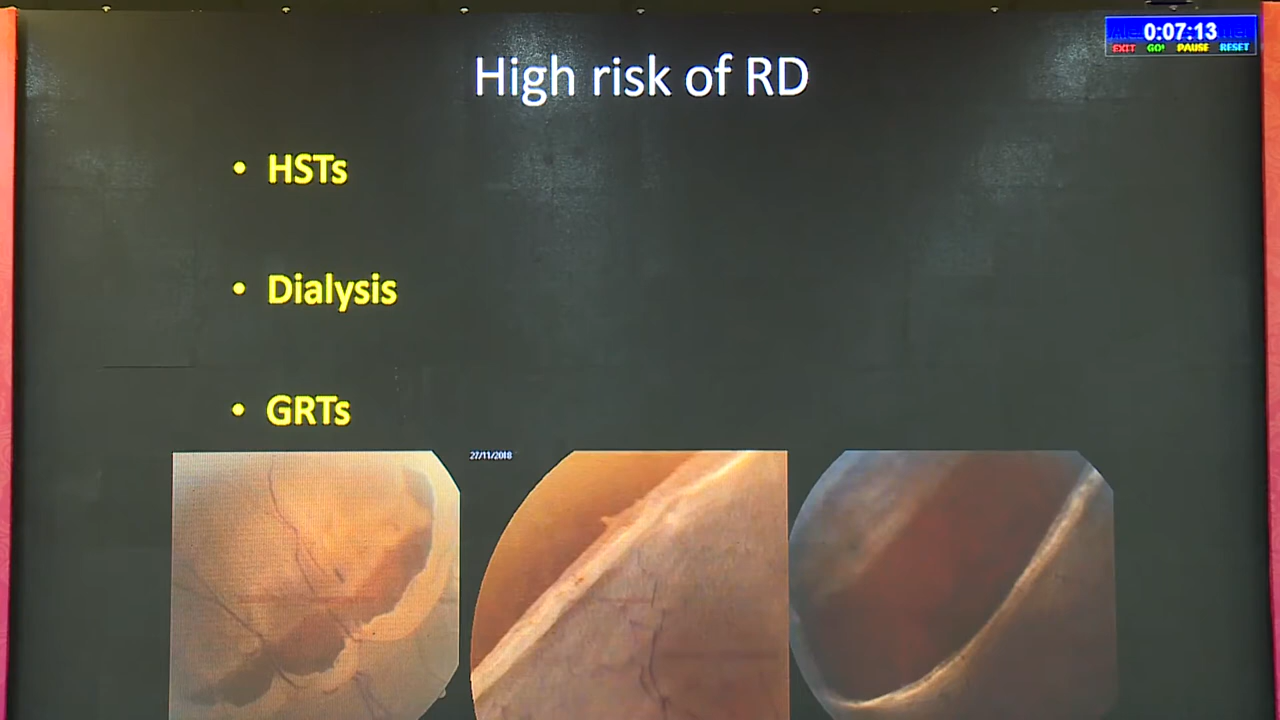 0:07:13
EXIT GO! PAUSE RESET
High risk of RD
• HSTs
• Dialysis
• GRTs
27/11/2018